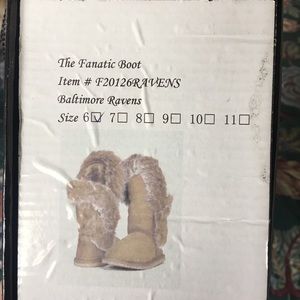 The Fanatic Boot
Item # F20126RAVENS
Baltimore Ravens
Size 6☑ 7☐ 8☐ 9☐ 10☐ 11☐